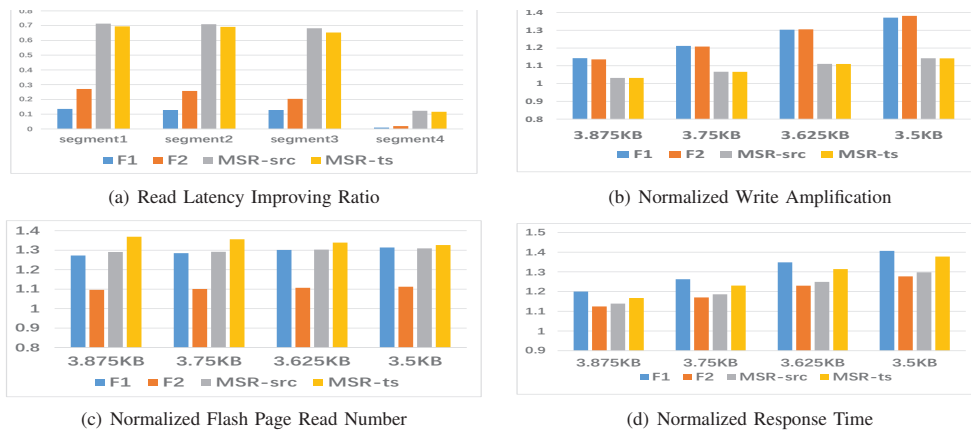 0.8
0.7
0.6
0.5
0.4
0.3
0.2
0.1
0
segment1 segment2 segment3 segment4
F1 F2 MSR-src MSR-ts
(a) Read Latency Improving Ratio
1.4
1.3
1.2
1.1
1
0.9
0.8
3.875KB 3.75KB 3.625KB 3.5KB
F1 F2 MSR-src MSR-ts
(b) Normalized Write Amplification
1.4
1.3
1.2
1.1
1
0.9
0.8
3.875KB 3.75KB 3.625KB 3.5KB
F1 F2 MSR-src MSR-ts
(c) Normalized Flash Page Read Number
1.5
1.4
1.3
1.2
1.1
1
0.9
3.875KB 3.75KB 3.625KB 3.5KB
F1 F2 MSR-src MSR-ts
(d) Normalized Response Time